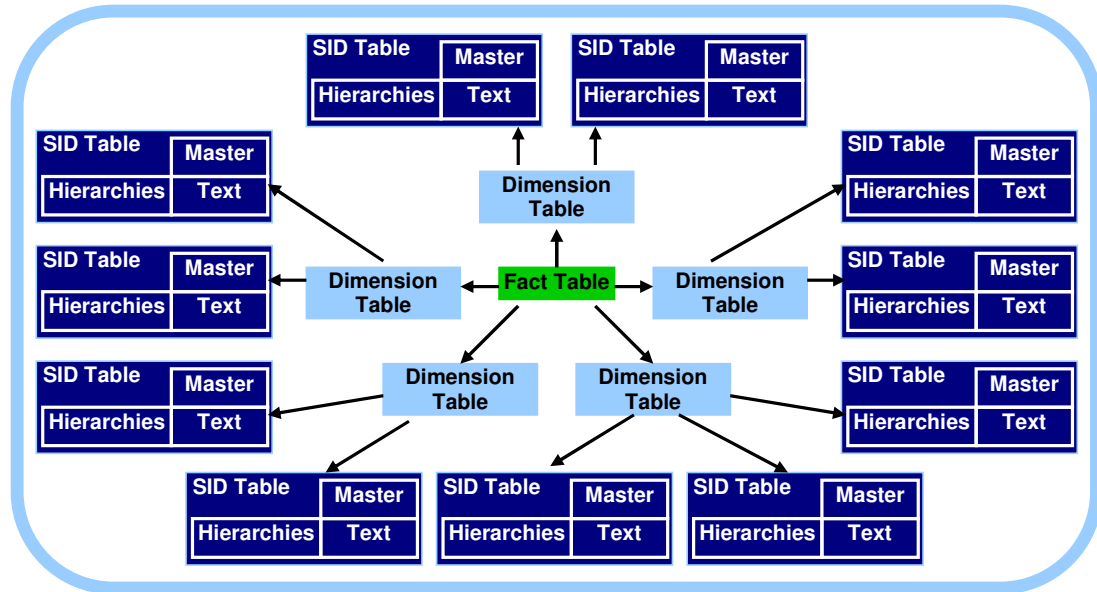 SID Table
Master
Hierarchies
Text
SID Table
Master
Hierarchies
Text
SID Table
Master
Hierarchies
Text
SID Table
Master
Hierarchies
Text
Dimension
Table
SID Table
Master
Hierarchies
Text
Dimension
Table
Fact Table
Dimension
Table
SID Table
Master
Hierarchies
Text
SID Table
Master
Hierarchies
Text
Dimension
Table
Dimension
Table
SID Table
Master
Hierarchies
Text
SID Table
Master
Hierarchies
Text
SID Table
Master
Hierarchies
Text
SID Table
Master
Hierarchies
Text